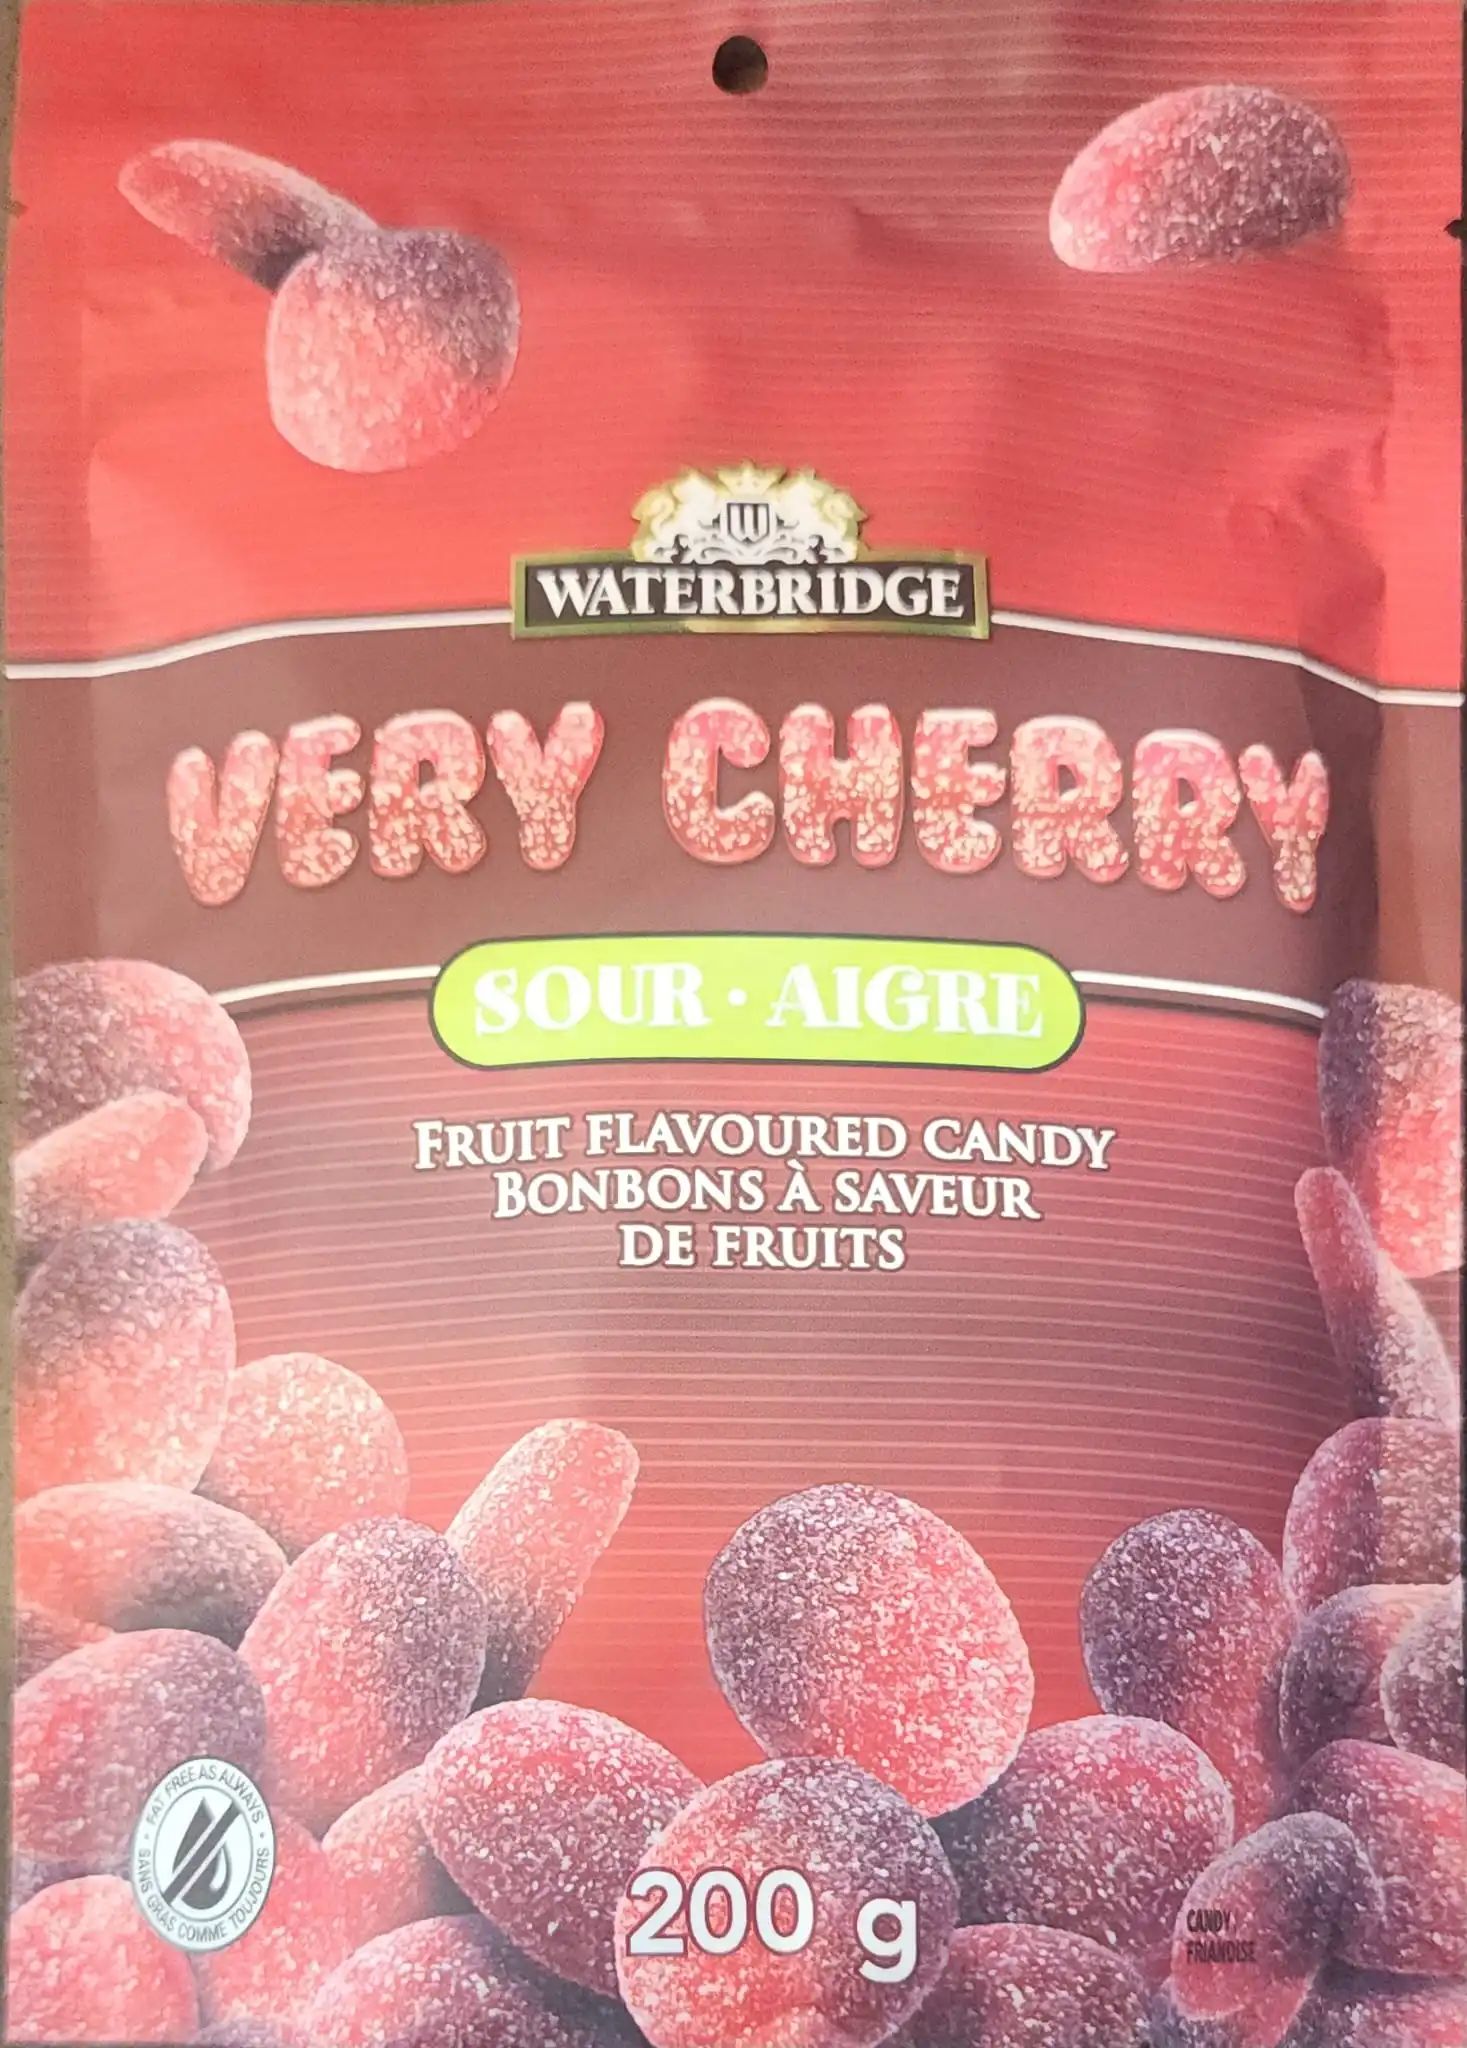 W
WATERBRIDGE
VERY CHERRY
SOUR · AIGRE
FRUIT FLAVOURED CANDY
BONBONS À SAVEUR
DE FRUITS
FAT FREE AS ALWAYS ·
SANS GRAS COMME TOUJOURS ·
200 g
CANDY
FRIANDISE